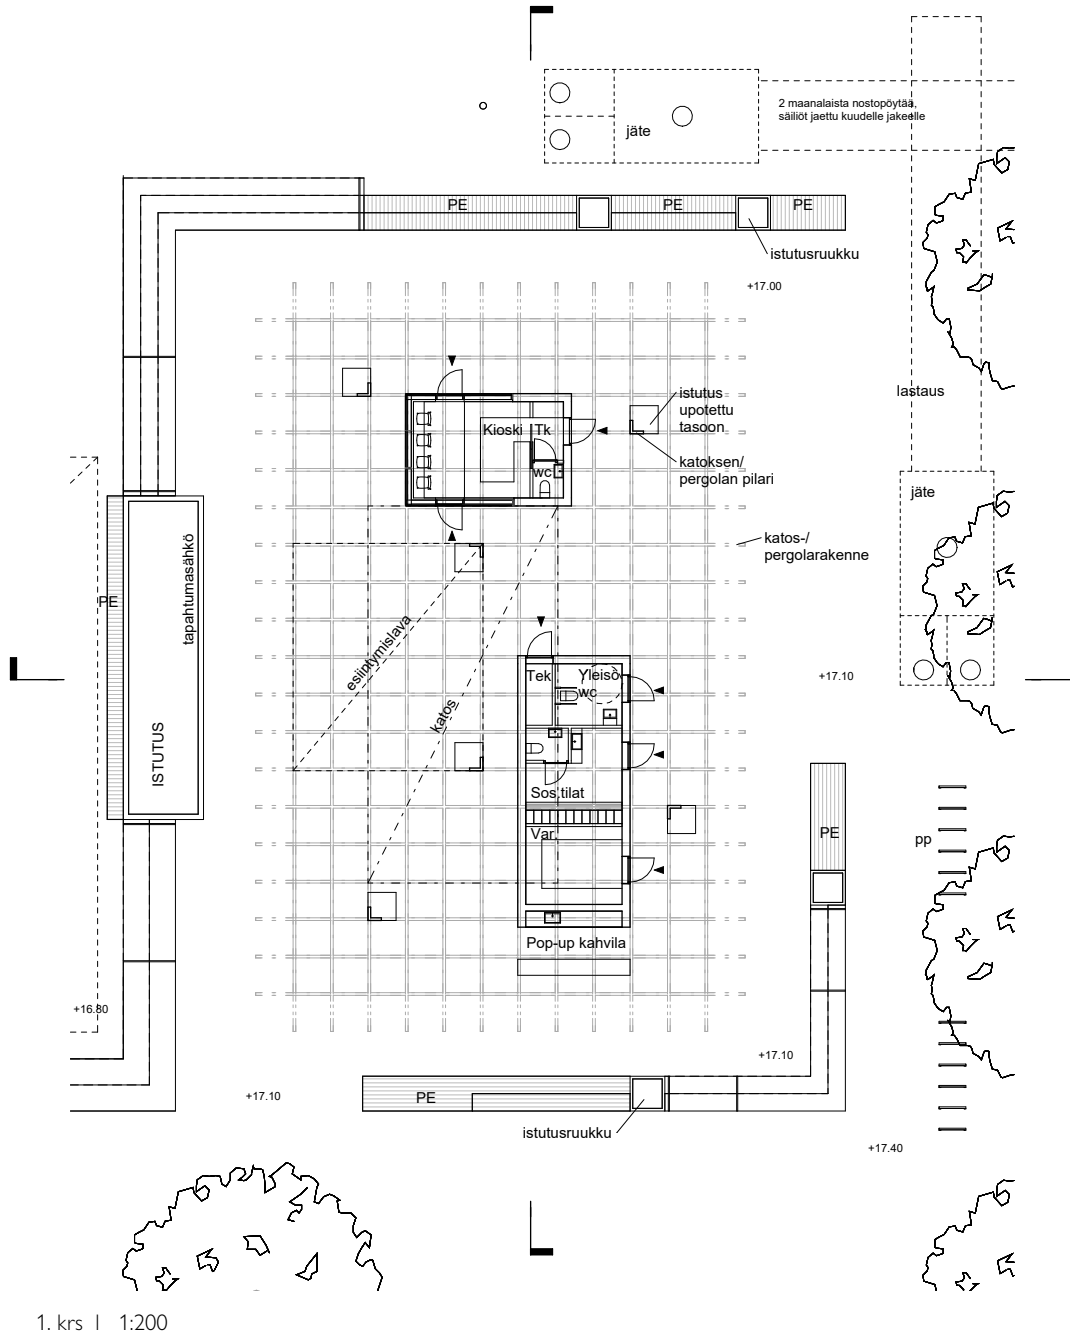 2 maanalaista nostopöytää,
säiliöt jaettu kuudelle jakeelle
jäte
PE
PE
PE
istutusruukku
+17.00
lastaus
istutus
upotettu
tasoon
Kioski
Tk
katoksen/
pergolan pilari
wc
jäte
katos-/
pergolarakenne
tapahtumasähkö
PE
esiintymislava
katos
Tek
Yleisö
wc
+17.10
ISTUTUS
Sos.tilat
Var.
PE
pp
Pop-up kahvila
+16.80
+17.10
+17.10
PE
istutusruukku
+17.40
1. krs | 1:200